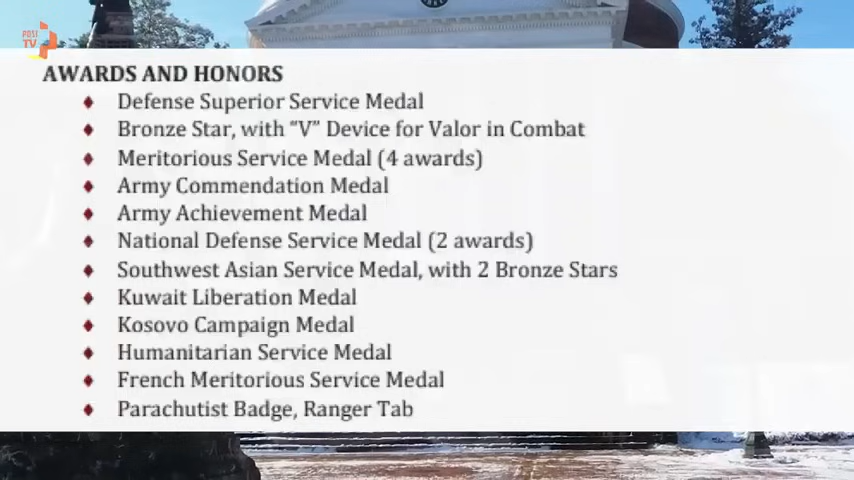 POSI
TV
AWARDS AND HONORS
Defense Superior Service Medal
Bronze Star, with “V” Device for Valor in Combat
Meritorious Service Medal (4 awards)
Army Commendation Medal
Army Achievement Medal
National Defense Service Medal (2 awards)
Southwest Asian Service Medal, with 2 Bronze Stars
Kuwait Liberation Medal
Kosovo Campaign Medal
Humanitarian Service Medal
French Meritorious Service Medal
Parachutist Badge, Ranger Tab